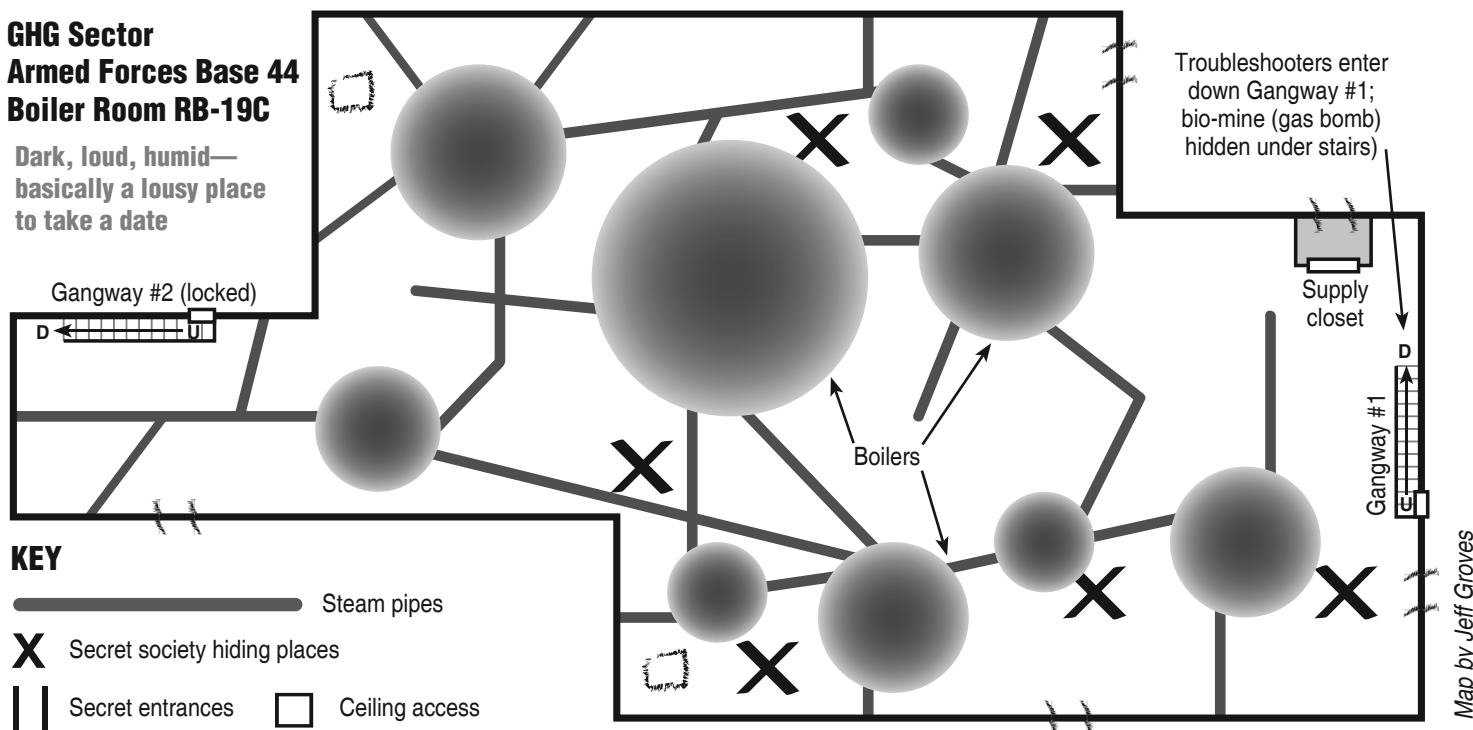 GHG Sector
Armed Forces Base 44
Boiler Room RB-19C
Dark, loud, humid—
basically a lousy place
to take a date
Troubleshooters enter
down Gangway #1;
bio-mine (gas bomb)
hidden under stairs)
Gangway #2 (locked)
D
U
Supply
closet
D
Gangway #1
U
Boilers
KEY
Steam pipes
X Secret society hiding places
Secret entrances
Ceiling access
Map by Jeff Groves